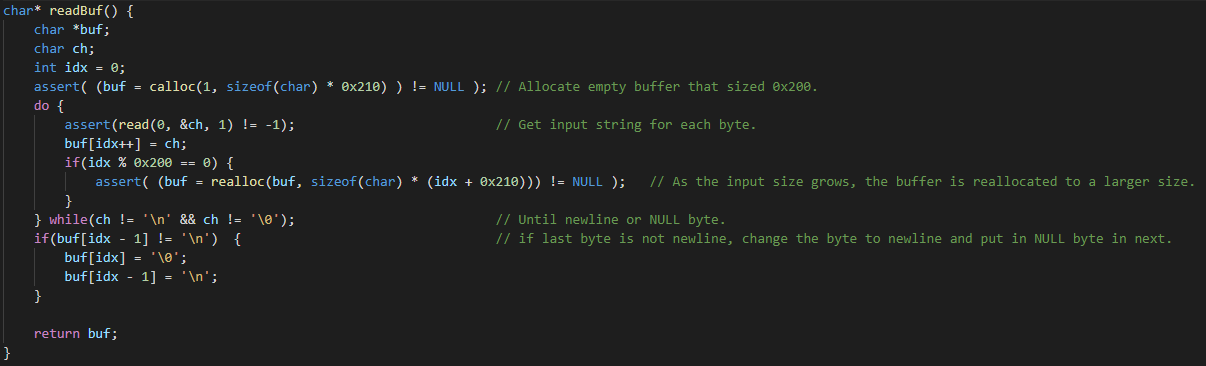 char* readBuf() {
    char *buf;
    char ch;
    int idx = 0;
    assert( (buf = calloc(1, sizeof(char) * 0x210) ) != NULL ); // Allocate empty buffer that sized 0x200.
    do {
        assert(read(0, &ch, 1) != -1);                         // Get input string for each byte.
        buf[idx++] = ch;
        if(idx % 0x200 == 0) {
            assert( (buf = realloc(buf, sizeof(char) * (idx + 0x210))) != NULL );   // As the input size grows, the buffer is reallocated to a larger size.
        }
    } while(ch != '\n' && ch != '\0');                         // Until newline or NULL byte.
    if(buf[idx - 1] != '\n')  {                                // if last byte is not newline, change the byte to newline and put in NULL byte in next.
        buf[idx] = '\0';
        buf[idx - 1] = '\n';
    }

    return buf;
}